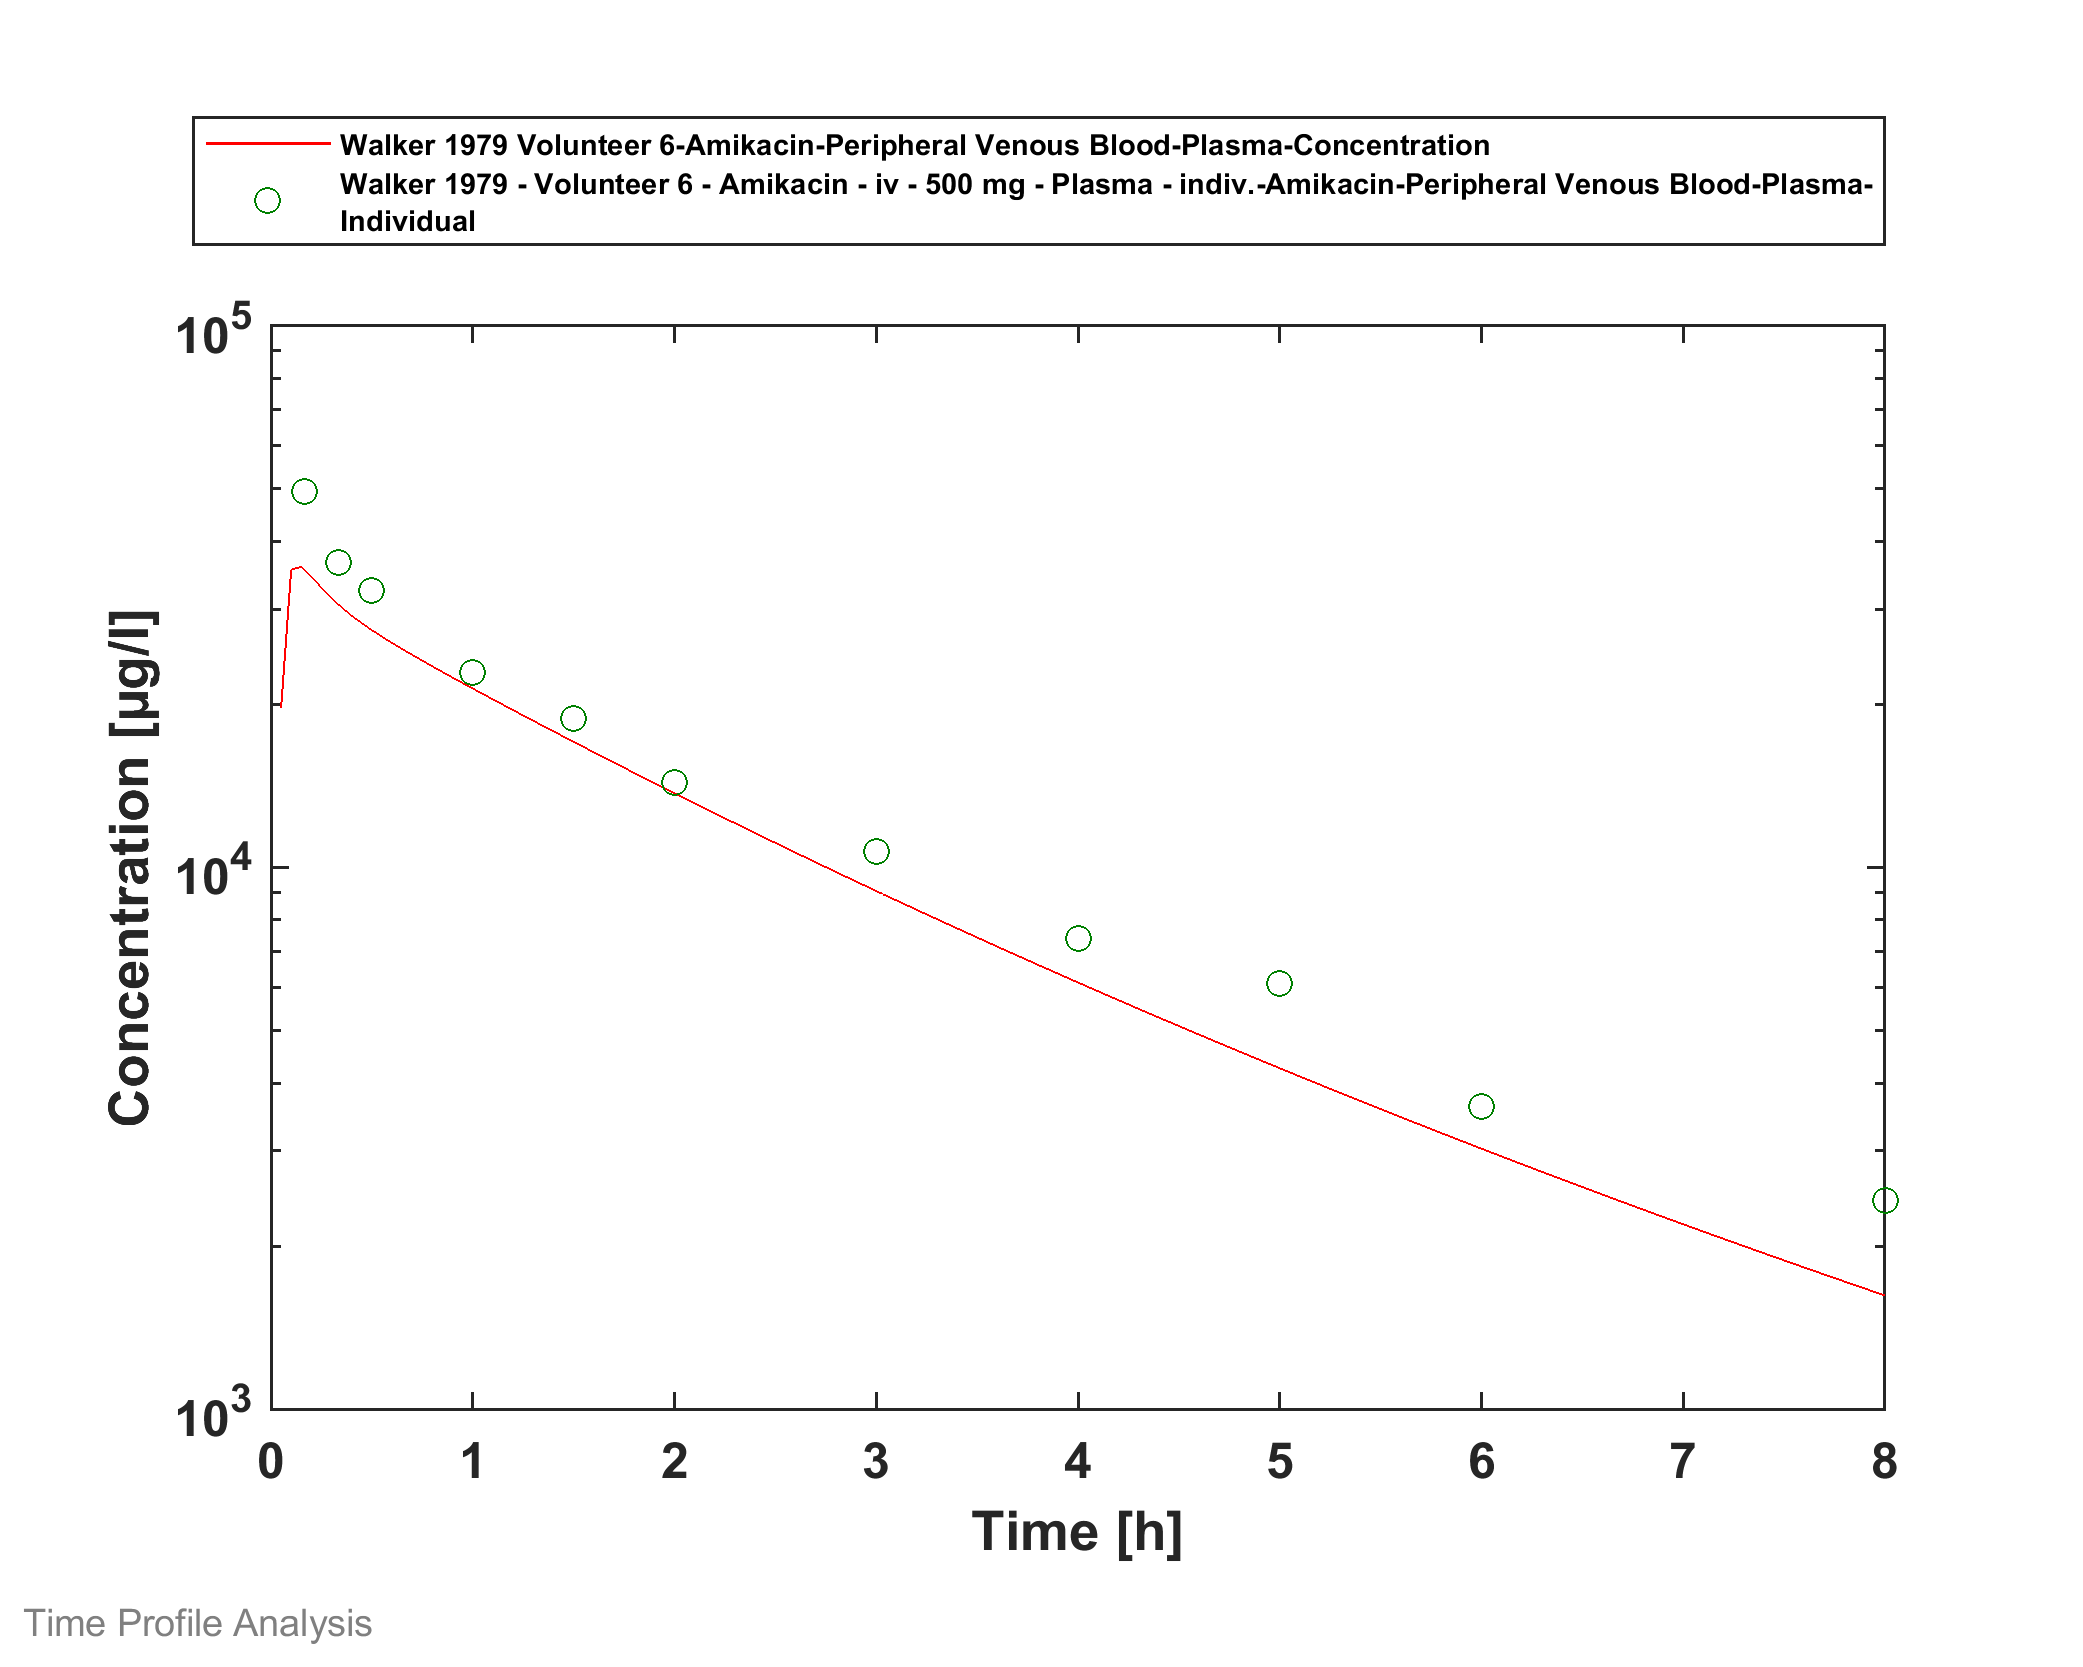 Walker 1979 Volunteer 6-Amikacin-Peripheral Venous Blood-Plasma-Concentration
Walker 1979 - Volunteer 6 - Amikacin - iv - 500 mg - Plasma - indiv.-Amikacin-Peripheral Venous Blood-Plasma-
Individual
10^5
10^4
10^3
Concentration [µg/l]
0 1 2 3 4 5 6 7 8
Time [h]
Time Profile Analysis